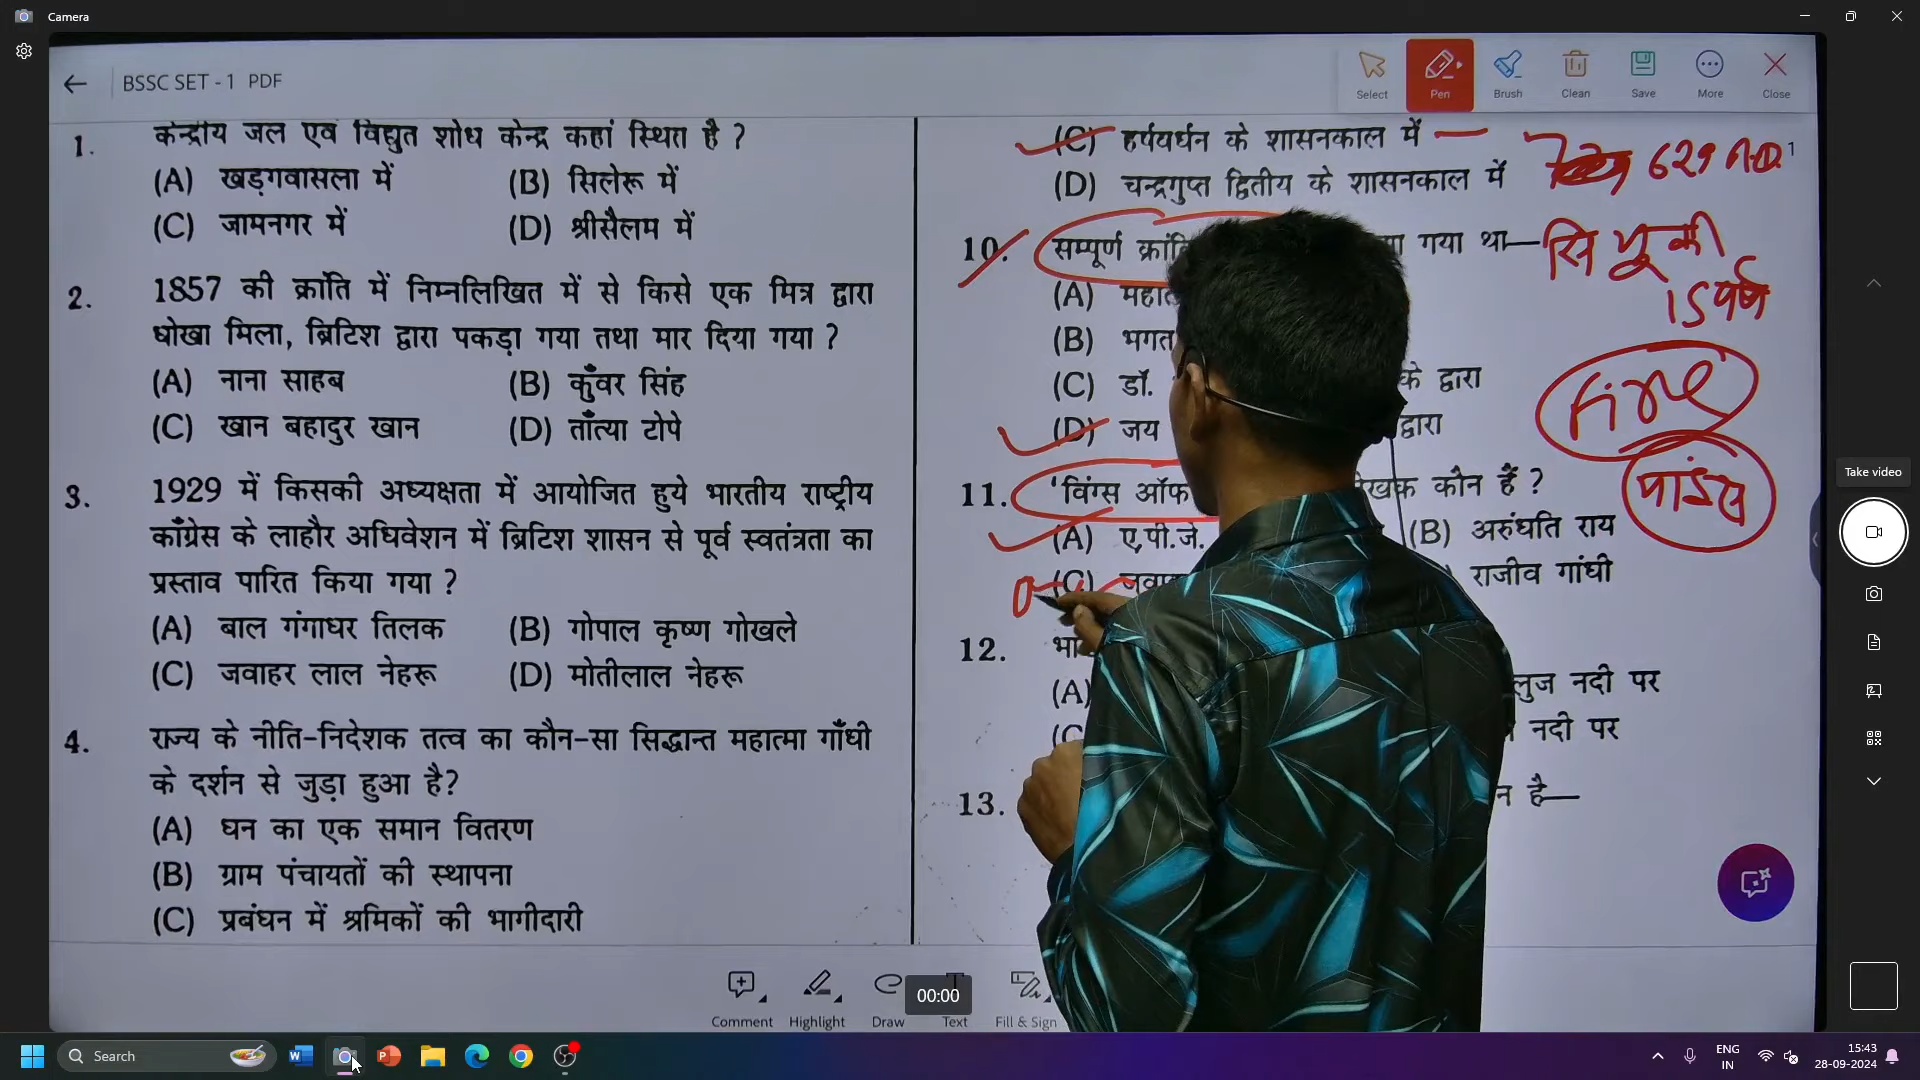 Camera
BSSC SET - 1 PDF
Select
Pen
Brush
Clean
Save
More
Close
1.
केन्द्रीय जल एवं विद्युत शोध केन्द्र कहां स्थित है ?
(A) खड़गवासला में (B) सिलेरू में
(C) जामनगर में (D) श्रीसैलम में
2. 1857 की क्रांति में निम्नलिखित में से किसे एक मित्र द्वारा
धोखा मिला, ब्रिटिश द्वारा पकड़ा गया तथा मार दिया गया ?
(A) नाना साहब (B) कुँवर सिंह
(C) खान बहादुर खान (D) ताँत्या टोपे
3. 1929 में किसकी अध्यक्षता में आयोजित हुये भारतीय राष्ट्रीय
काँग्रेस के लाहौर अधिवेशन में ब्रिटिश शासन से पूर्व स्वतंत्रता का
प्रस्ताव पारित किया गया ?
(A) बाल गंगाधर तिलक (B) गोपाल कृष्ण गोखले
(C) जवाहर लाल नेहरू (D) मोतीलाल नेहरू
4. राज्य के नीति-निदेशक तत्व का कौन-सा सिद्धान्त महात्मा गाँधी
के दर्शन से जुड़ा हुआ है?
(A) घन का एक समान वितरण
(B) ग्राम पंचायतों की स्थापना
(C) प्रबंघन में श्रमिकों की भागीदारी
(C) हर्षवर्धन के शासनकाल में
629 A.D. 1
(D) चन्द्रगुप्त द्वितीय के शासनकाल में
10. सम्पूर्ण गया था—
(A)
(B) भगत
(C) डॉ. के द्वारा
(D) जय द्वारा
11. 'विंग्स ऑफ कौन हैं ?
(A) ए.पी.जे. (B) अरुंधति राय
(C) राजीव गांधी
12.
(A) नदी पर
(C नदी पर
13. है—
15
Fire
Take video
Comment
Highlight
Draw
Text
Fill & Sign
00:00
Search
ENG
IN
15:43
28-09-2024